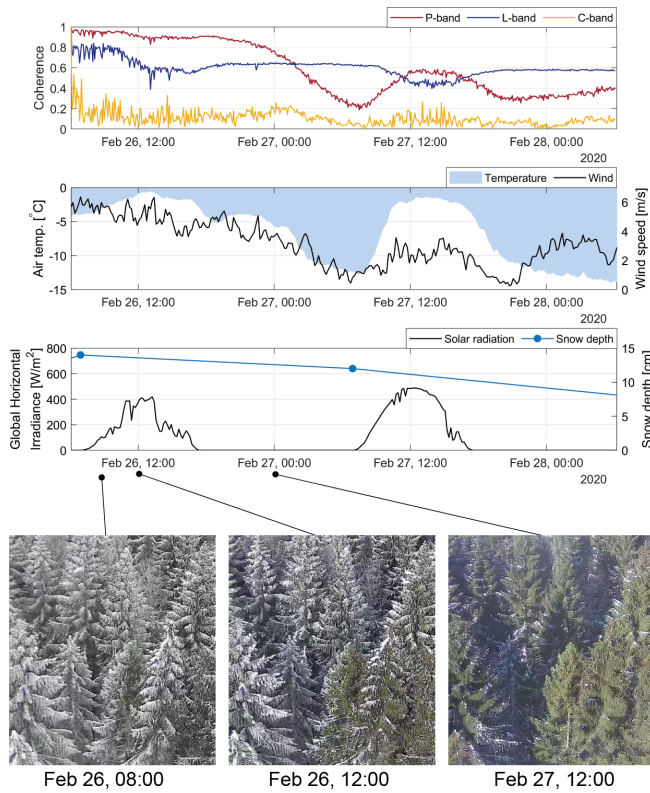 P-band L-band C-band
1
0.8
0.6
0.4
0.2
0
Coherence
Feb 26, 12:00 Feb 27, 00:00 Feb 27, 12:00 Feb 28, 00:00
2020
Temperature Wind
0
-5
-10
-15
Air temp. [°C]
6
4
2
0
Wind speed [m/s]
Feb 26, 12:00 Feb 27, 00:00 Feb 27, 12:00 Feb 28, 00:00
2020
Solar radiation Snow depth
800
600
400
200
0
Global Horizontal
Irradiance [W/m²]
15
10
5
0
Snow depth [cm]
Feb 26, 12:00 Feb 27, 00:00 Feb 27, 12:00 Feb 28, 00:00
2020
Feb 26, 08:00 Feb 26, 12:00 Feb 27, 12:00